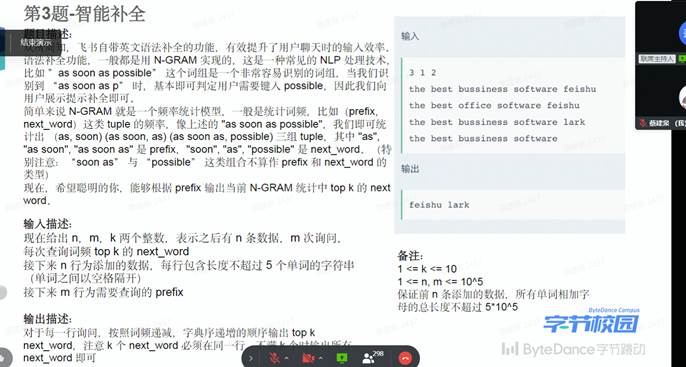 第3题-智能补全
题目描述:
飞书自带英文语法补全的功能，有效提升了用户聊天时的输入效率，
结束演示
语法补全功能，一般都是用 N-GRAM 实现的，这是一种常见的 NLP 处理技术，
比如 " as soon as possible" 这个词组是一个非常容易识别的词组，当我们识
别到 "as soon as p" 时，基本即可判定用户需要键入 possible，因此我们向
用户展示提示补全即可。
简单来说 N-GRAM 就是一个频率统计模型，一般是统计词频，比如（prefix,
next_word）这类 tuple 的频率，像上述的 "as soon as possible"，我们即可统
计出 （as, soon) (as soon, as) (as soon as, possible) 三组 tuple，其中 "as",
"as soon", "as soon as" 是 prefix，"soon", "as", "possible" 是 next_word。（特
别注意： “soon as” 与 “possible” 这类组合不算作 prefix 和 next_word 的
类型）
现在，希望聪明的你，能够根据 prefix 输出当前 N-GRAM 统计中 top k 的 next
word。
输入描述:
现在给出 n，m，k 两个整数，表示之后有 n 条数据，m 次询问，
每次查询词频 top k 的 next_word
接下来 n 行为添加的数据，每行包含长度不超过 5 个单词的字符串
（单词之间以空格隔开）
接下来 m 行为需要查询的 prefix
输出描述:
对于每一行询问，按照词频递减，字典序递增的顺序输出 top k
next_word，注意 k 个 next_word 必须在同一行，
next_word 即可
输入
3 1 2
the best bussiness software feishu
the best office software feishu
the best bussiness software lark
the best bussiness software
输出
feishu lark
备注:
1 <= k <= 10
1 <= n, m <= 10^5
保证前 n 条添加的数据，所有单词相加字
母的总长度不超过 5*10^5
ByteDance Campus
字节校园
ByteDance字节跳动
298
联席主持人